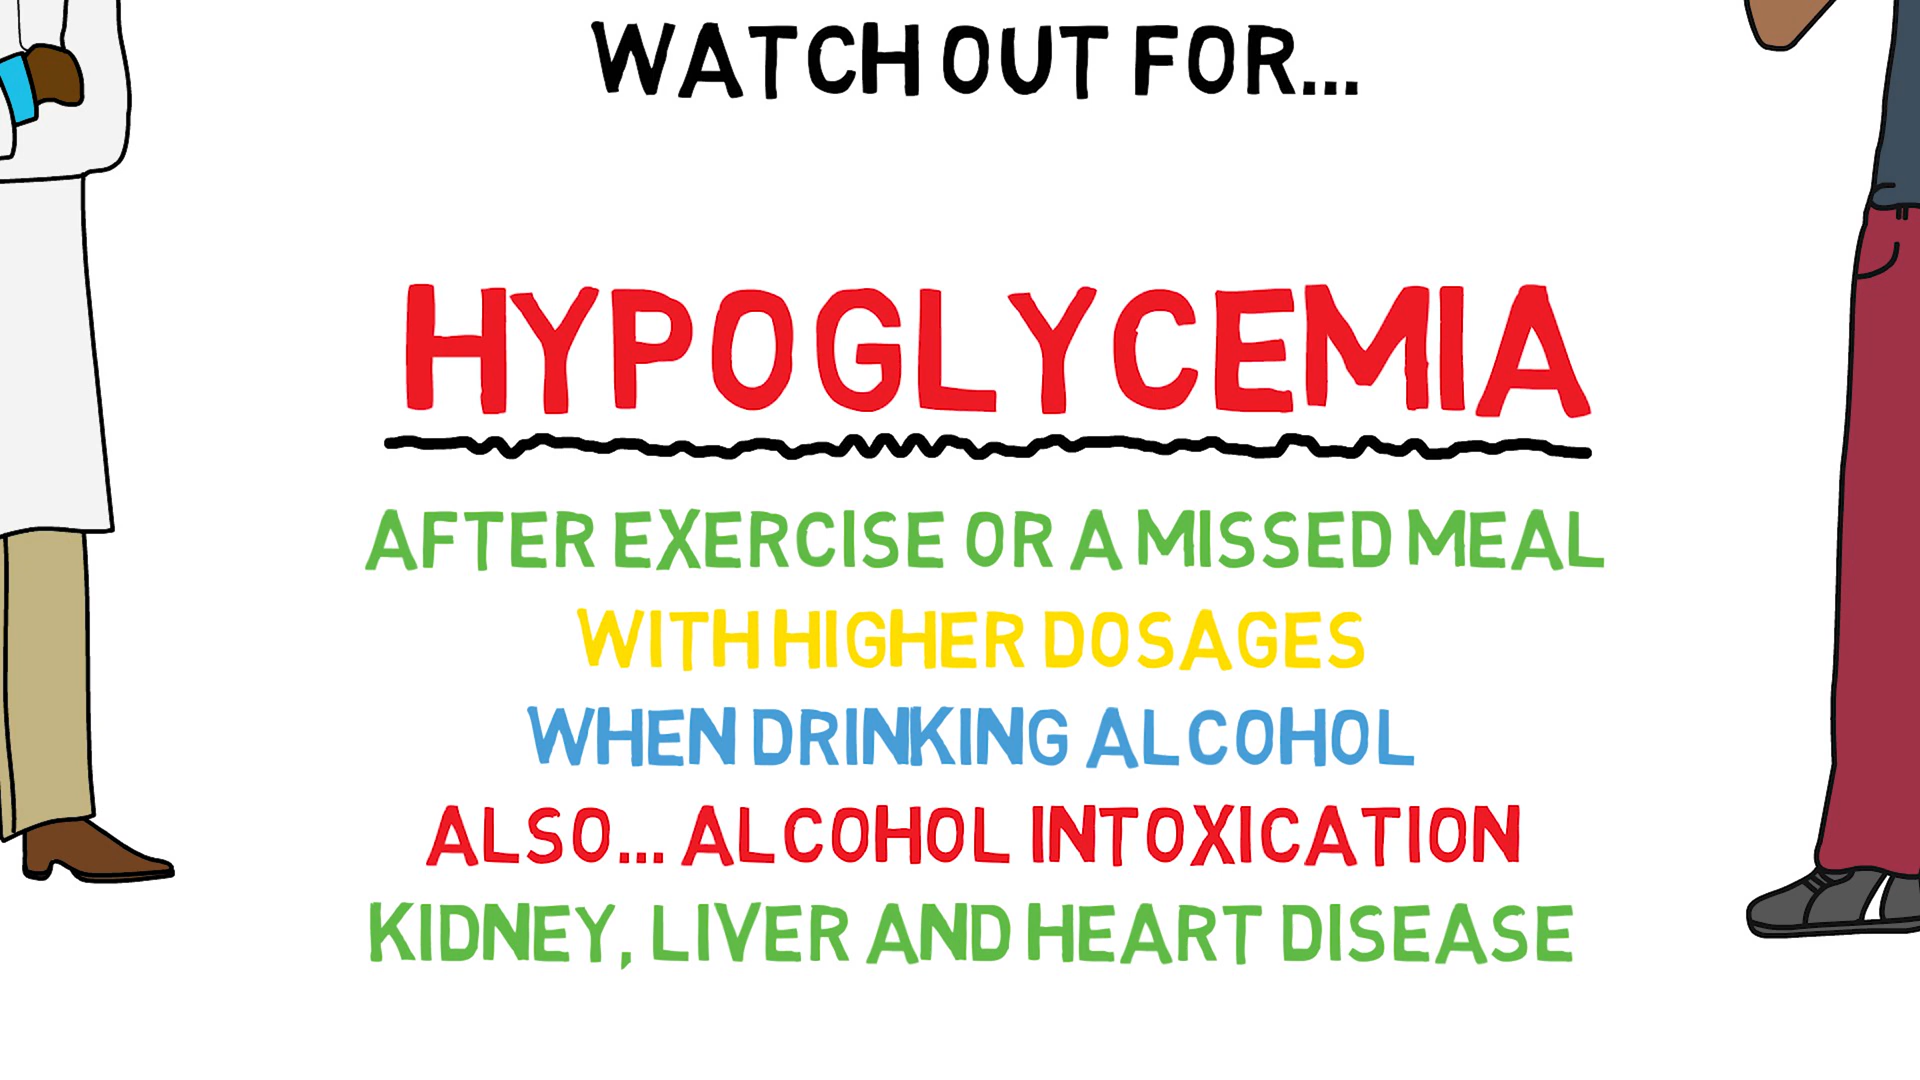 WATCH OUT FOR...
HYPOGLYCEMIA
AFTER EXERCISE OR A MISSED MEAL
WITH HIGHER DOSAGES
WHEN DRINKING ALCOHOL
ALSO... ALCOHOL INTOXICATION
KIDNEY, LIVER AND HEART DISEASE